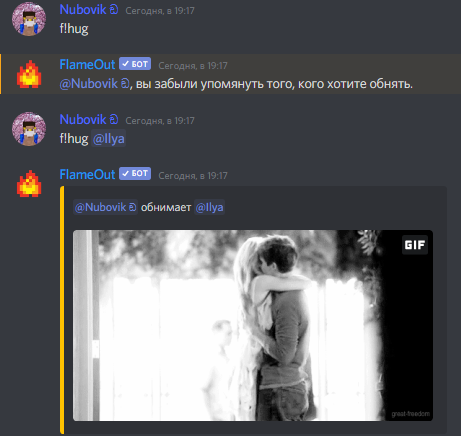 Nubovik ඞ Сегодня, в 19:17
f!hug
FlameOut ✓ БОТ Сегодня, в 19:17
@Nubovik ඞ, вы забыли упомянуть того, кого хотите обнять.
Nubovik ඞ Сегодня, в 19:17
f!hug @Ilya
FlameOut ✓ БОТ Сегодня, в 19:17
@Nubovik ඞ обнимает @Ilya
GIF
great-freedom